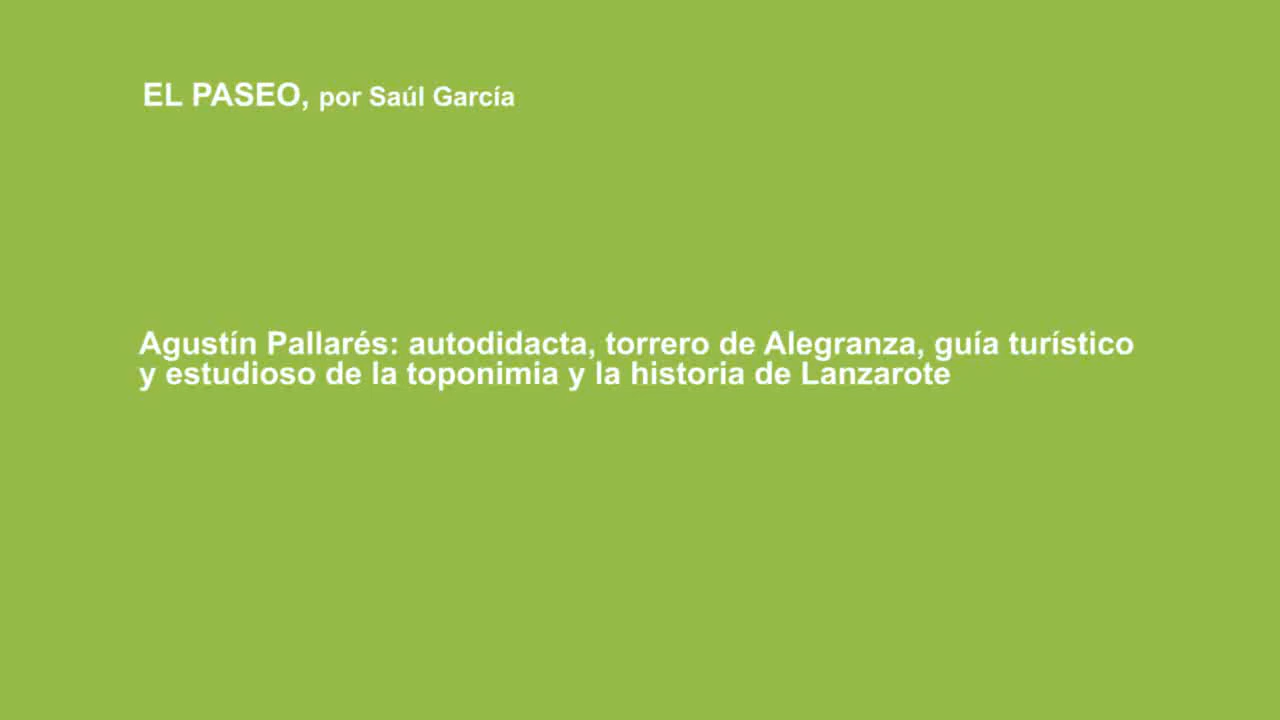 EL PASEO, por Saúl García
Agustín Pallarés: autodidacta, torrero de Alegranza, guía turístico
y estudioso de la toponimia y la historia de Lanzarote